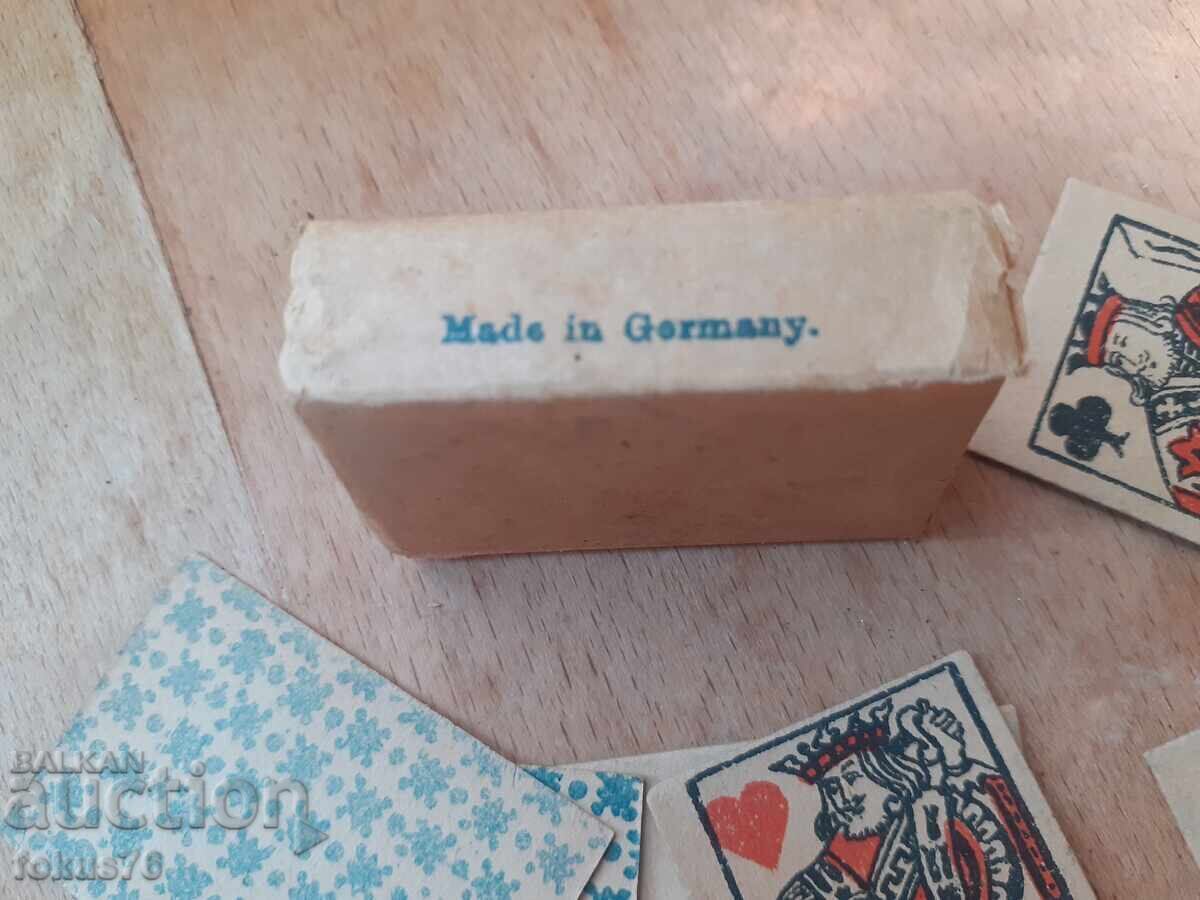 Made in Germany.
BALKAN
auction
fokus76